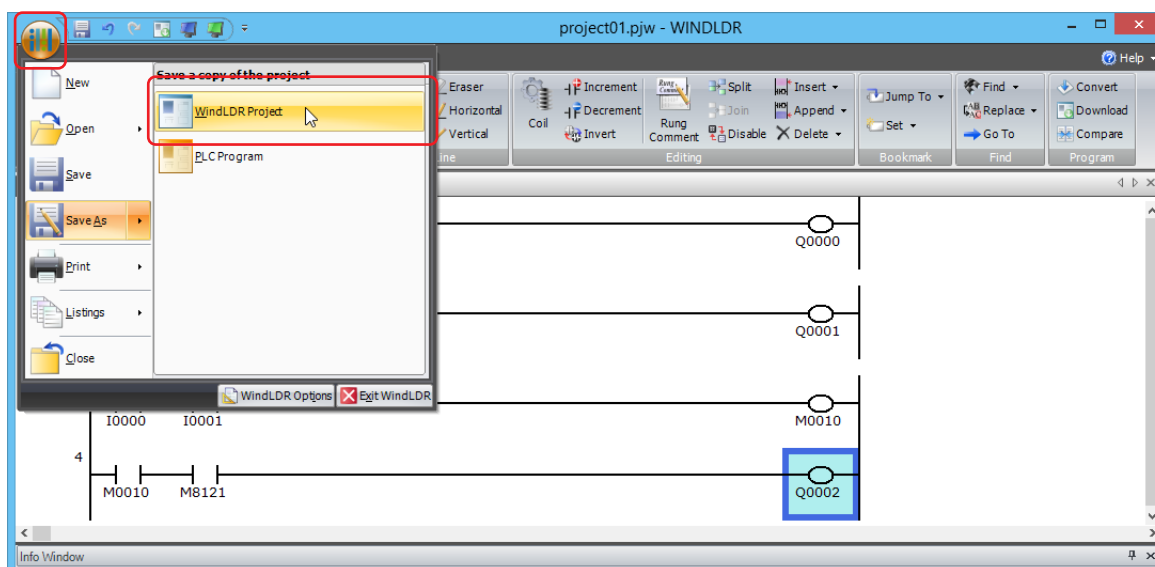 project01.pjw - WINDLDR
Help
New
Open
Save
Save As
Print
Listings
Close
Save a copy of the project
WindLDR Project
PLC Program
WindLDR Options
Exit WindLDR
Eraser
Horizontal
Vertical
Line
Coil
Increment
Decrement
Invert
Rung Comment
Rung
Comment
Split
Join
Disable
Insert
Append
Delete
Editing
Jump To
Set
Bookmark
Find
Replace
Go To
Find
Convert
Download
Compare
Program
Q0000
Q0001
I0000 I0001 M0010
4
M0010 M8121 Q0002
Info Window